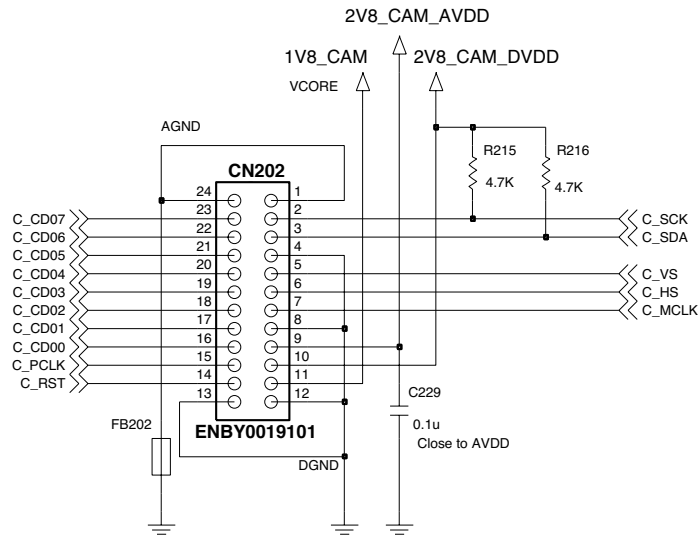 2V8_CAM_AVDD
1V8_CAM
2V8_CAM_DVDD
VCORE
AGND
CN202
R215
R216
4.7K
4.7K
24
1
C_CD07
23
2
C_SCK
C_CD06
22
3
C_SDA
C_CD05
21
4
C_CD04
20
5
C_VS
C_CD03
19
6
C_HS
C_CD02
18
7
C_MCLK
C_CD01
17
8
C_CD00
16
9
C_PCLK
15
10
C_RST
14
11
13
12
C229
0.1u
Close to AVDD
FB202
ENBY0019101
DGND